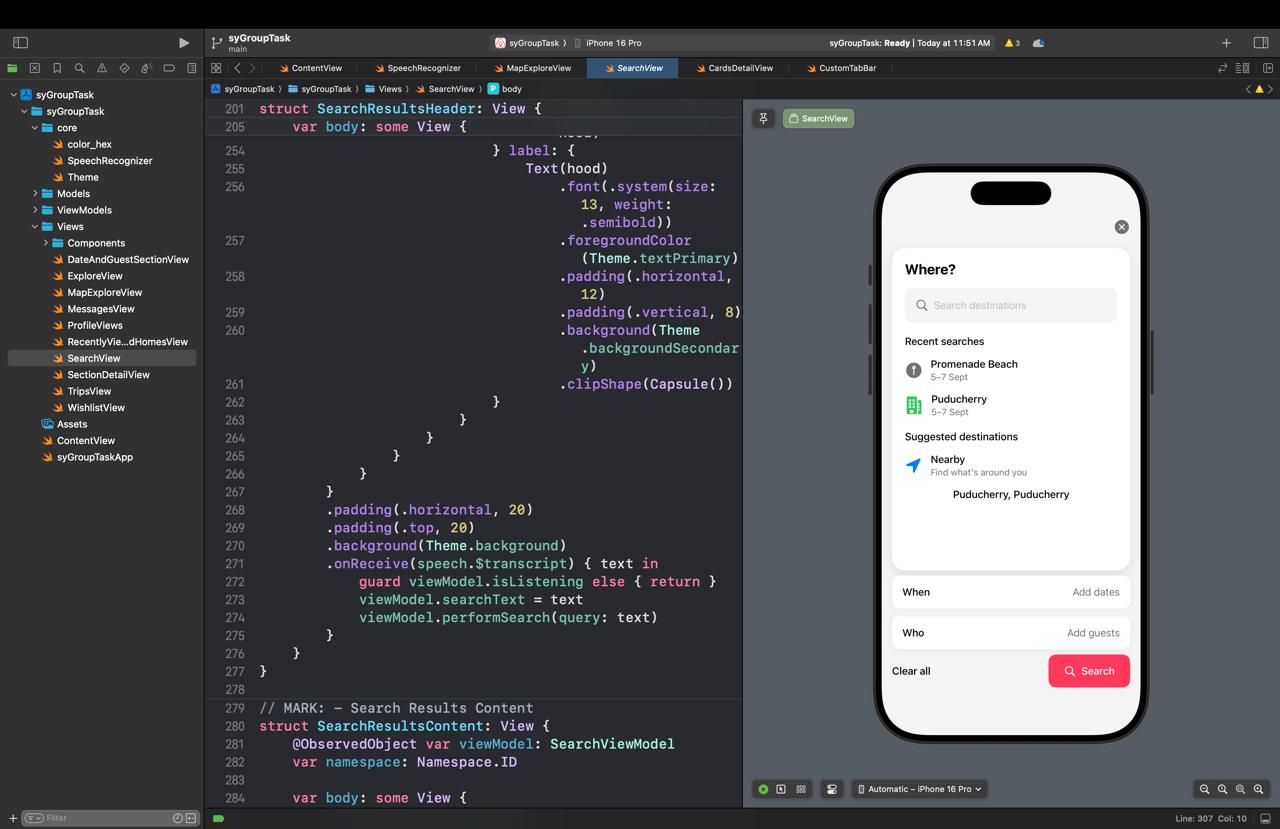 syGroupTask
main
syGroupTask
iPhone 16 Pro
syGroupTask: Ready | Today at 11:51 AM
3
ContentView
SpeechRecognizer
MapExploreView
SearchView
CardsDetailView
CustomTabBar
syGroupTask
syGroupTask
Views
SearchView
P body
syGroupTask
syGroupTask
core
color_hex
SpeechRecognizer
Theme
Models
ViewModels
Views
Components
DateAndGuestSectionView
ExploreView
MapExploreView
MessagesView
ProfileViews
RecentlyVie...dHomesView
SearchView
SectionDetailView
TripsView
WishlistView
Assets
ContentView
syGroupTaskApp
Filter
201 struct SearchResultsHeader: View {
205 var body: some View {
254 } label: {
255 Text(hood)
256 .font(.system(size:
13, weight:
.semibold))
257 .foregroundColor
(Theme.textPrimary)
258 .padding(.horizontal,
12)
259 .padding(.vertical, 8)
260 .background(Theme
.backgroundSecondar
y)
261 .clipShape(Capsule())
262 }
263 }
264 }
265 }
266 }
267 }
268 .padding(.horizontal, 20)
269 .padding(.top, 20)
270 .background(Theme.background)
271 .onReceive(speech.$transcript) { text in
272 guard viewModel.isListening else { return }
273 viewModel.searchText = text
274 viewModel.performSearch(query: text)
275 }
276 }
277 }
278
279 // MARK: - Search Results Content
280 struct SearchResultsContent: View {
281 @ObservedObject var viewModel: SearchViewModel
282 var namespace: Namespace.ID
283
284 var body: some View {
SearchView
Where?
Search destinations
Recent searches
Promenade Beach
5–7 Sept
Puducherry
5–7 Sept
Suggested destinations
Nearby
Find what's around you
Puducherry, Puducherry
When
Add dates
Who
Add guests
Clear all
Search
Automatic – iPhone 16 Pro
Line: 307 Col: 10